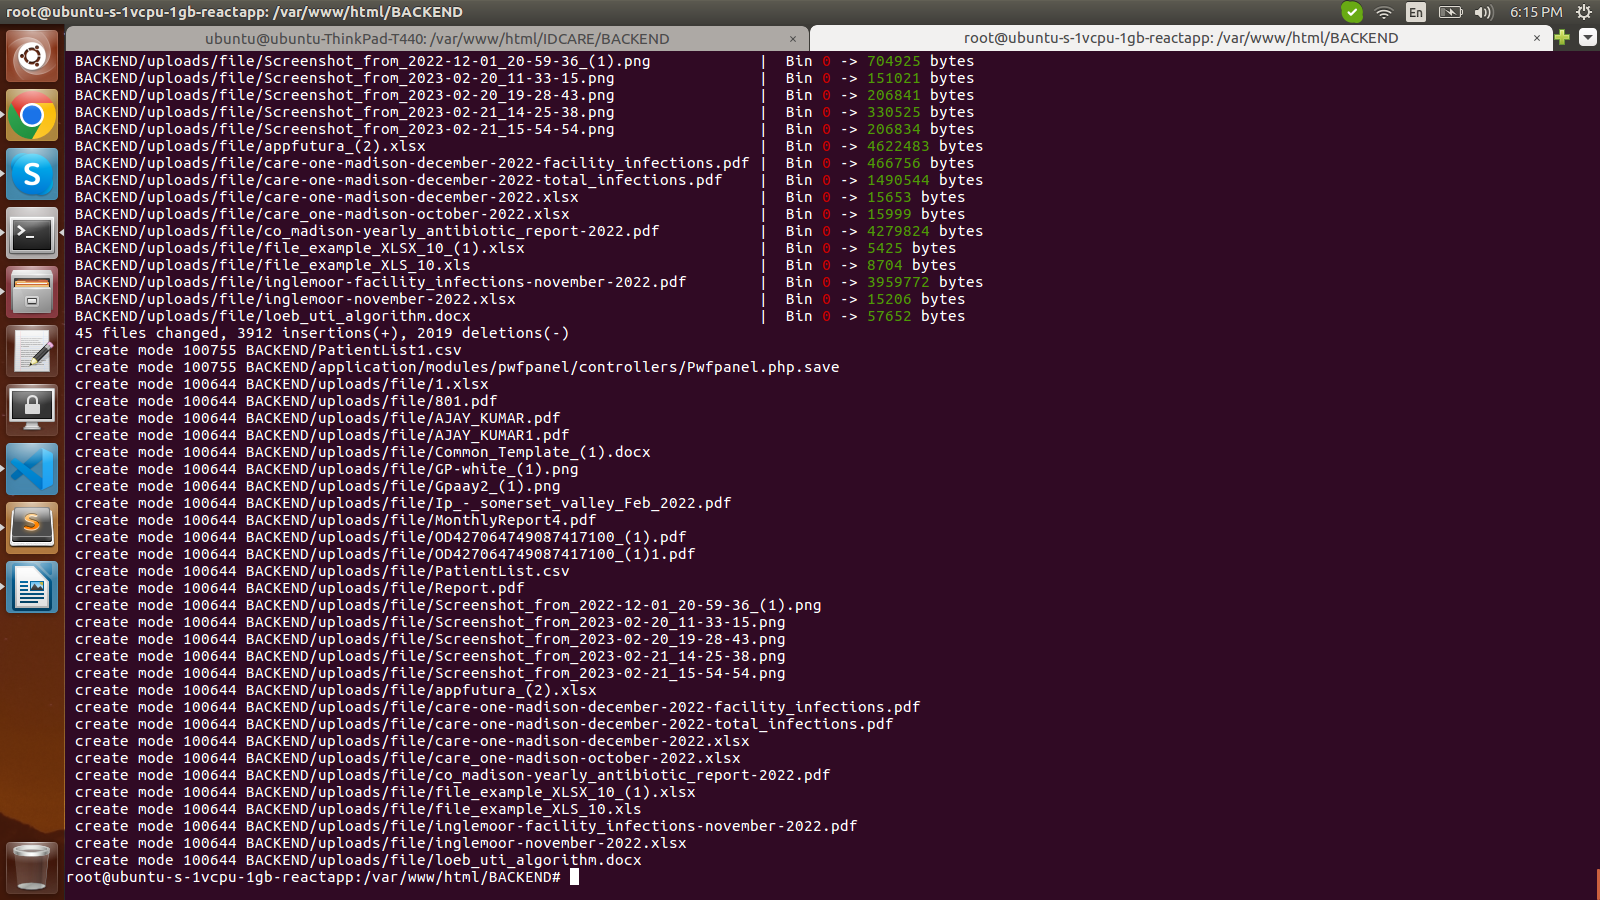 root@ubuntu-s-1vcpu-1gb-reactapp: /var/www/html/BACKEND
En
6:15 PM
ubuntu@ubuntu-ThinkPad-T440: /var/www/html/IDCARE/BACKEND ×
root@ubuntu-s-1vcpu-1gb-reactapp: /var/www/html/BACKEND ×
BACKEND/uploads/file/Screenshot_from_2022-12-01_20-59-36_(1).png | Bin 0 -> 704925 bytes
BACKEND/uploads/file/Screenshot_from_2023-02-20_11-33-15.png | Bin 0 -> 151021 bytes
BACKEND/uploads/file/Screenshot_from_2023-02-20_19-28-43.png | Bin 0 -> 206841 bytes
BACKEND/uploads/file/Screenshot_from_2023-02-21_14-25-38.png | Bin 0 -> 330525 bytes
BACKEND/uploads/file/Screenshot_from_2023-02-21_15-54-54.png | Bin 0 -> 206834 bytes
BACKEND/uploads/file/appfutura_(2).xlsx | Bin 0 -> 4622483 bytes
BACKEND/uploads/file/care-one-madison-december-2022-facility_infections.pdf | Bin 0 -> 466756 bytes
BACKEND/uploads/file/care-one-madison-december-2022-total_infections.pdf | Bin 0 -> 1490544 bytes
BACKEND/uploads/file/care-one-madison-december-2022.xlsx | Bin 0 -> 15653 bytes
BACKEND/uploads/file/care_one-madison-october-2022.xlsx | Bin 0 -> 15999 bytes
BACKEND/uploads/file/co_madison-yearly_antibiotic_report-2022.pdf | Bin 0 -> 4279824 bytes
BACKEND/uploads/file/file_example_XLSX_10_(1).xlsx | Bin 0 -> 5425 bytes
BACKEND/uploads/file/file_example_XLS_10.xls | Bin 0 -> 8704 bytes
BACKEND/uploads/file/inglemoor-facility_infections-november-2022.pdf | Bin 0 -> 3959772 bytes
BACKEND/uploads/file/inglemoor-november-2022.xlsx | Bin 0 -> 15206 bytes
BACKEND/uploads/file/loeb_uti_algorithm.docx | Bin 0 -> 57652 bytes
45 files changed, 3912 insertions(+), 2019 deletions(-)
create mode 100755 BACKEND/PatientList1.csv
create mode 100755 BACKEND/application/modules/pwfpanel/controllers/Pwfpanel.php.save
create mode 100644 BACKEND/uploads/file/1.xlsx
create mode 100644 BACKEND/uploads/file/801.pdf
create mode 100644 BACKEND/uploads/file/AJAY_KUMAR.pdf
create mode 100644 BACKEND/uploads/file/AJAY_KUMAR1.pdf
create mode 100644 BACKEND/uploads/file/Common_Template_(1).docx
create mode 100644 BACKEND/uploads/file/GP-white_(1).png
create mode 100644 BACKEND/uploads/file/Gpaay2_(1).png
create mode 100644 BACKEND/uploads/file/Ip_-_somerset_valley_Feb_2022.pdf
create mode 100644 BACKEND/uploads/file/MonthlyReport4.pdf
create mode 100644 BACKEND/uploads/file/OD427064749087417100_(1).pdf
create mode 100644 BACKEND/uploads/file/OD427064749087417100_(1)1.pdf
create mode 100644 BACKEND/uploads/file/PatientList.csv
create mode 100644 BACKEND/uploads/file/Report.pdf
create mode 100644 BACKEND/uploads/file/Screenshot_from_2022-12-01_20-59-36_(1).png
create mode 100644 BACKEND/uploads/file/Screenshot_from_2023-02-20_11-33-15.png
create mode 100644 BACKEND/uploads/file/Screenshot_from_2023-02-20_19-28-43.png
create mode 100644 BACKEND/uploads/file/Screenshot_from_2023-02-21_14-25-38.png
create mode 100644 BACKEND/uploads/file/Screenshot_from_2023-02-21_15-54-54.png
create mode 100644 BACKEND/uploads/file/appfutura_(2).xlsx
create mode 100644 BACKEND/uploads/file/care-one-madison-december-2022-facility_infections.pdf
create mode 100644 BACKEND/uploads/file/care-one-madison-december-2022-total_infections.pdf
create mode 100644 BACKEND/uploads/file/care-one-madison-december-2022.xlsx
create mode 100644 BACKEND/uploads/file/care_one-madison-october-2022.xlsx
create mode 100644 BACKEND/uploads/file/co_madison-yearly_antibiotic_report-2022.pdf
create mode 100644 BACKEND/uploads/file/file_example_XLSX_10_(1).xlsx
create mode 100644 BACKEND/uploads/file/file_example_XLS_10.xls
create mode 100644 BACKEND/uploads/file/inglemoor-facility_infections-november-2022.pdf
create mode 100644 BACKEND/uploads/file/inglemoor-november-2022.xlsx
create mode 100644 BACKEND/uploads/file/loeb_uti_algorithm.docx
root@ubuntu-s-1vcpu-1gb-reactapp:/var/www/html/BACKEND#